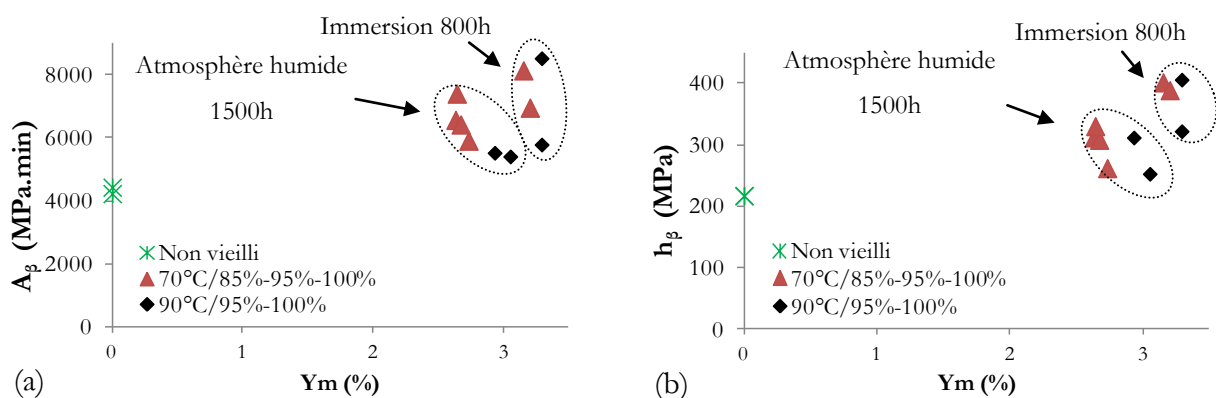 Immersion 800h
Atmosphère humide
1500h
8000
6000
4000
2000
0
A_β (MPa.min)
Non vieilli
70°C/85%-95%-100%
90°C/95%-100%
0 1 2 3
Ym (%)
(a)
Immersion 800h
Atmosphère humide
1500h
400
300
200
100
0
h_β (MPa)
Non vieilli
70°C/85%-95%-100%
90°C/95%-100%
0 1 2 3
Ym (%)
(b)